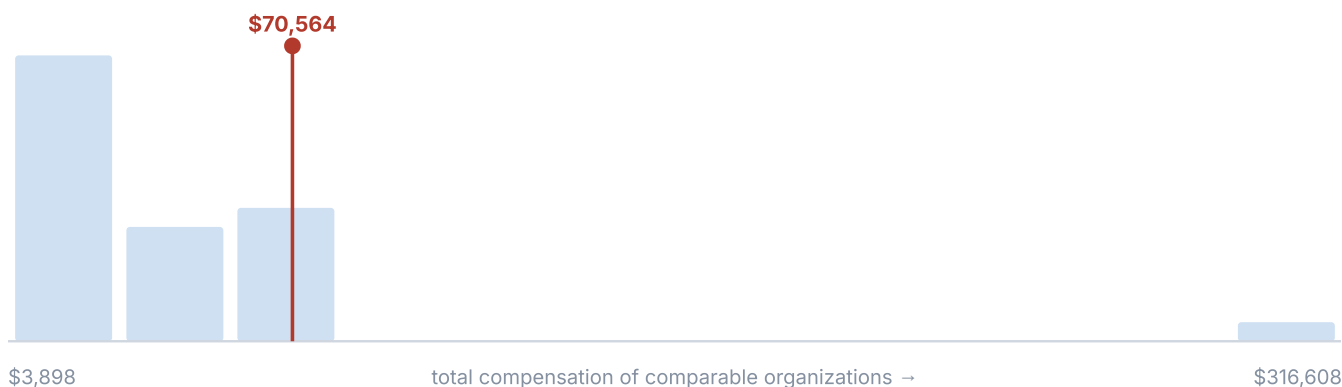 $70,564
$3,898
total compensation of comparable organizations →
$316,608